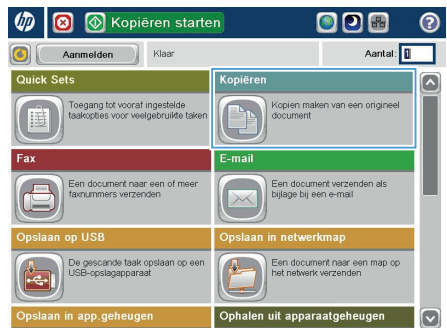 hp
Kopiëren starten
?
Aanmelden
Klaar
Aantal: 1
Quick Sets
Toegang tot vooraf ingestelde
taakopties voor veelgebruikte taken
Kopiëren
Kopien maken van een origineel
document
Fax
Een document naar een of meer
faxnummers verzenden
E-mail
Een document verzenden als
bijlage bij een e-mail
Opslaan op USB
De gescande taak opslaan op een
USB-opslagapparaat
Opslaan in netwerkmap
Een document naar een map op
het netwerk verzenden
Opslaan in app.geheugen
Ophalen uit apparaatgeheugen